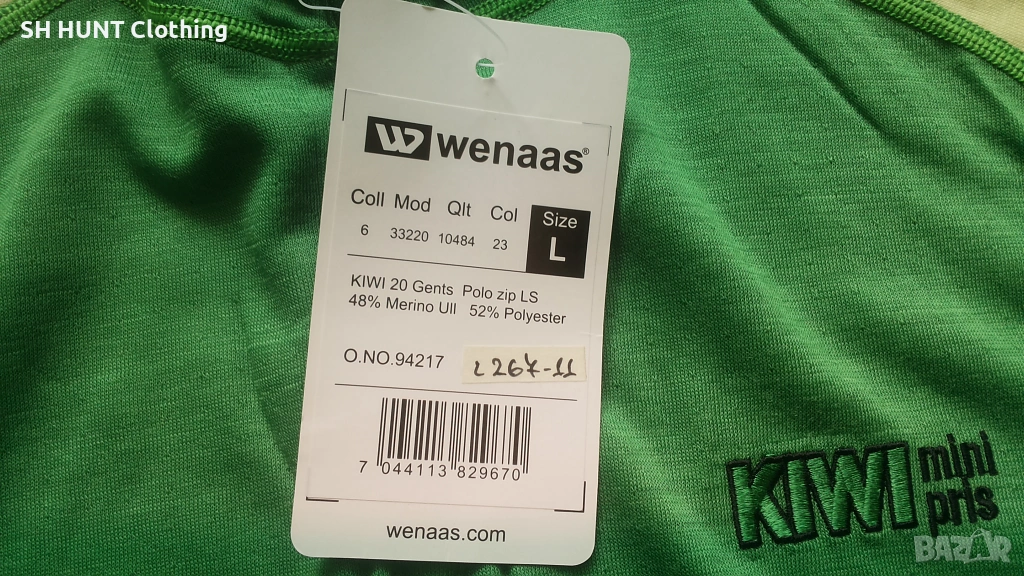 SH HUNT Clothing
wenaas®
Coll Mod Qlt Col Size
6 33220 10484 23 L
KIWI 20 Gents Polo zip LS
48% Merino Ull 52% Polyester
O.NO.94217
7 044113 829670
wenaas.com
KIWI mini pris
BAZAR